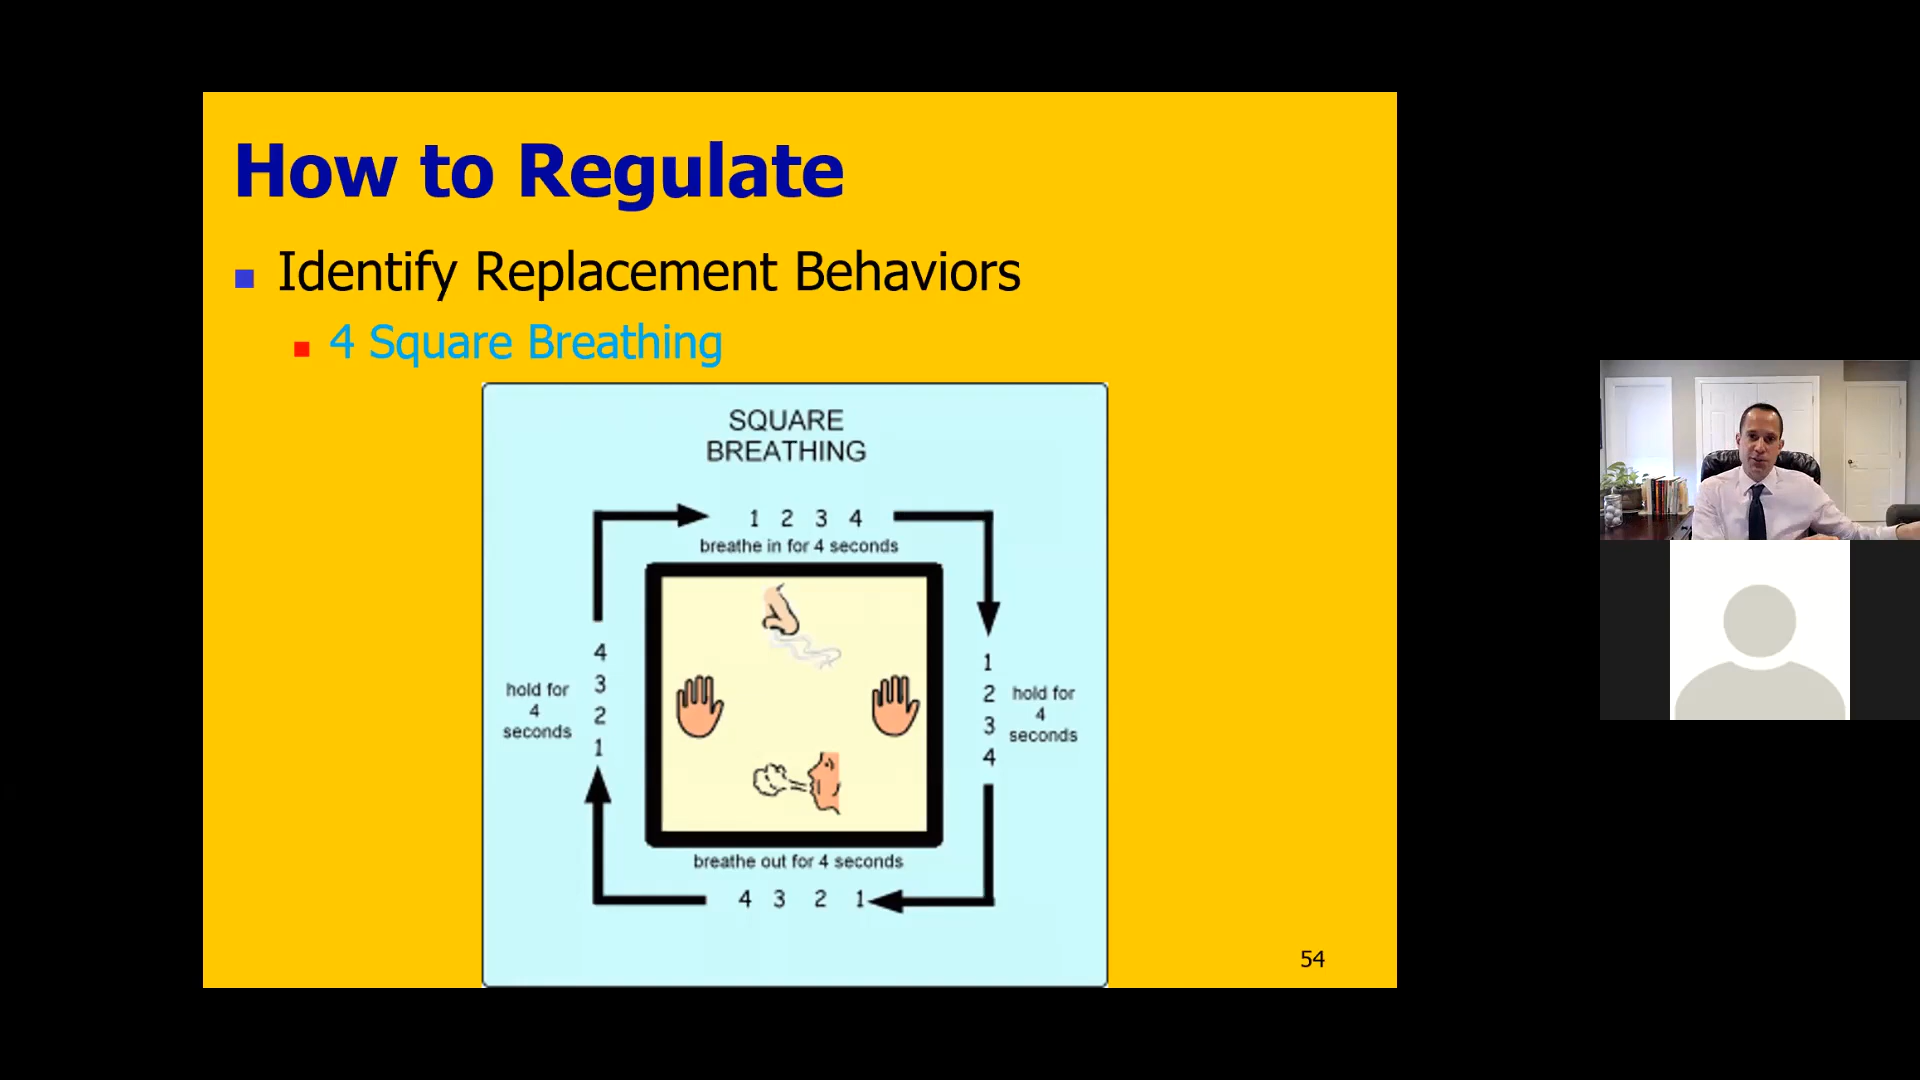 How to Regulate
Identify Replacement Behaviors
4 Square Breathing
SQUARE
BREATHING
1 2 3 4
breathe in for 4 seconds
1
2
3
4
hold for
4
seconds
breathe out for 4 seconds
4 3 2 1
hold for
4
seconds
4
3
2
1
54